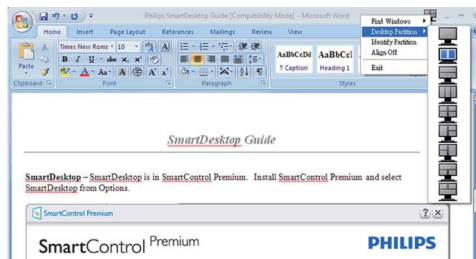 Philips SmartDesktop Guide [Compatibility Mode] - Microsoft Word
Home Insert Page Layout References Mailings Review View
Find Windows
Desktop Partition
Identify Partition
Align Off
Exit
Paste
Times New Roma 10
AaBbCcDd AaBbCcI
¶ Caption Heading 1
Clipboard Font Paragraph Styles
SmartDesktop Guide
SmartDesktop – SmartDesktop is in SmartControl Premium. Install SmartControl Premium and select
SmartDesktop from Options.
SmartControl Premium
SmartControl Premium PHILIPS